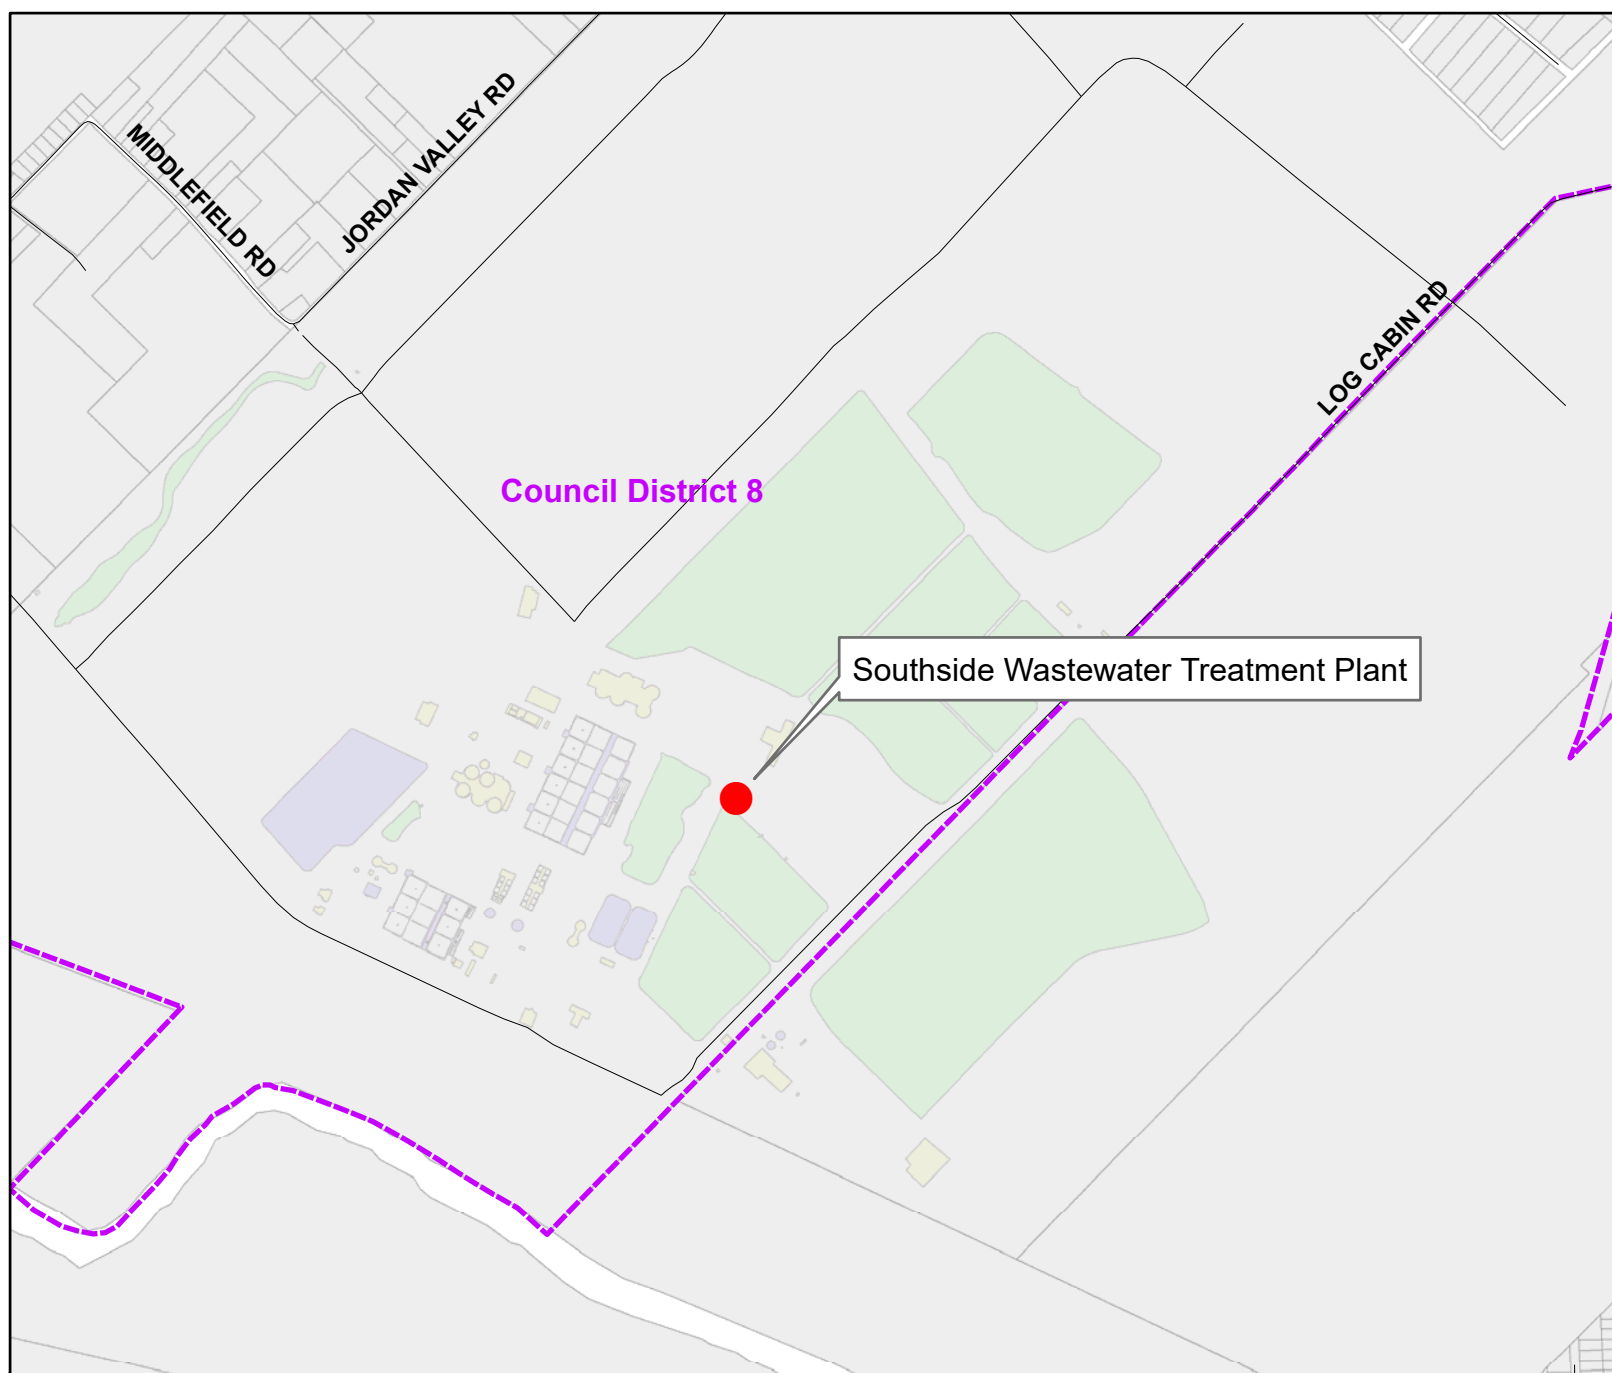 MIDDLEFIELD RD
JORDAN VALLEY RD
LOG CABIN RD
Council District 8
Southside Wastewater Treatment Plant